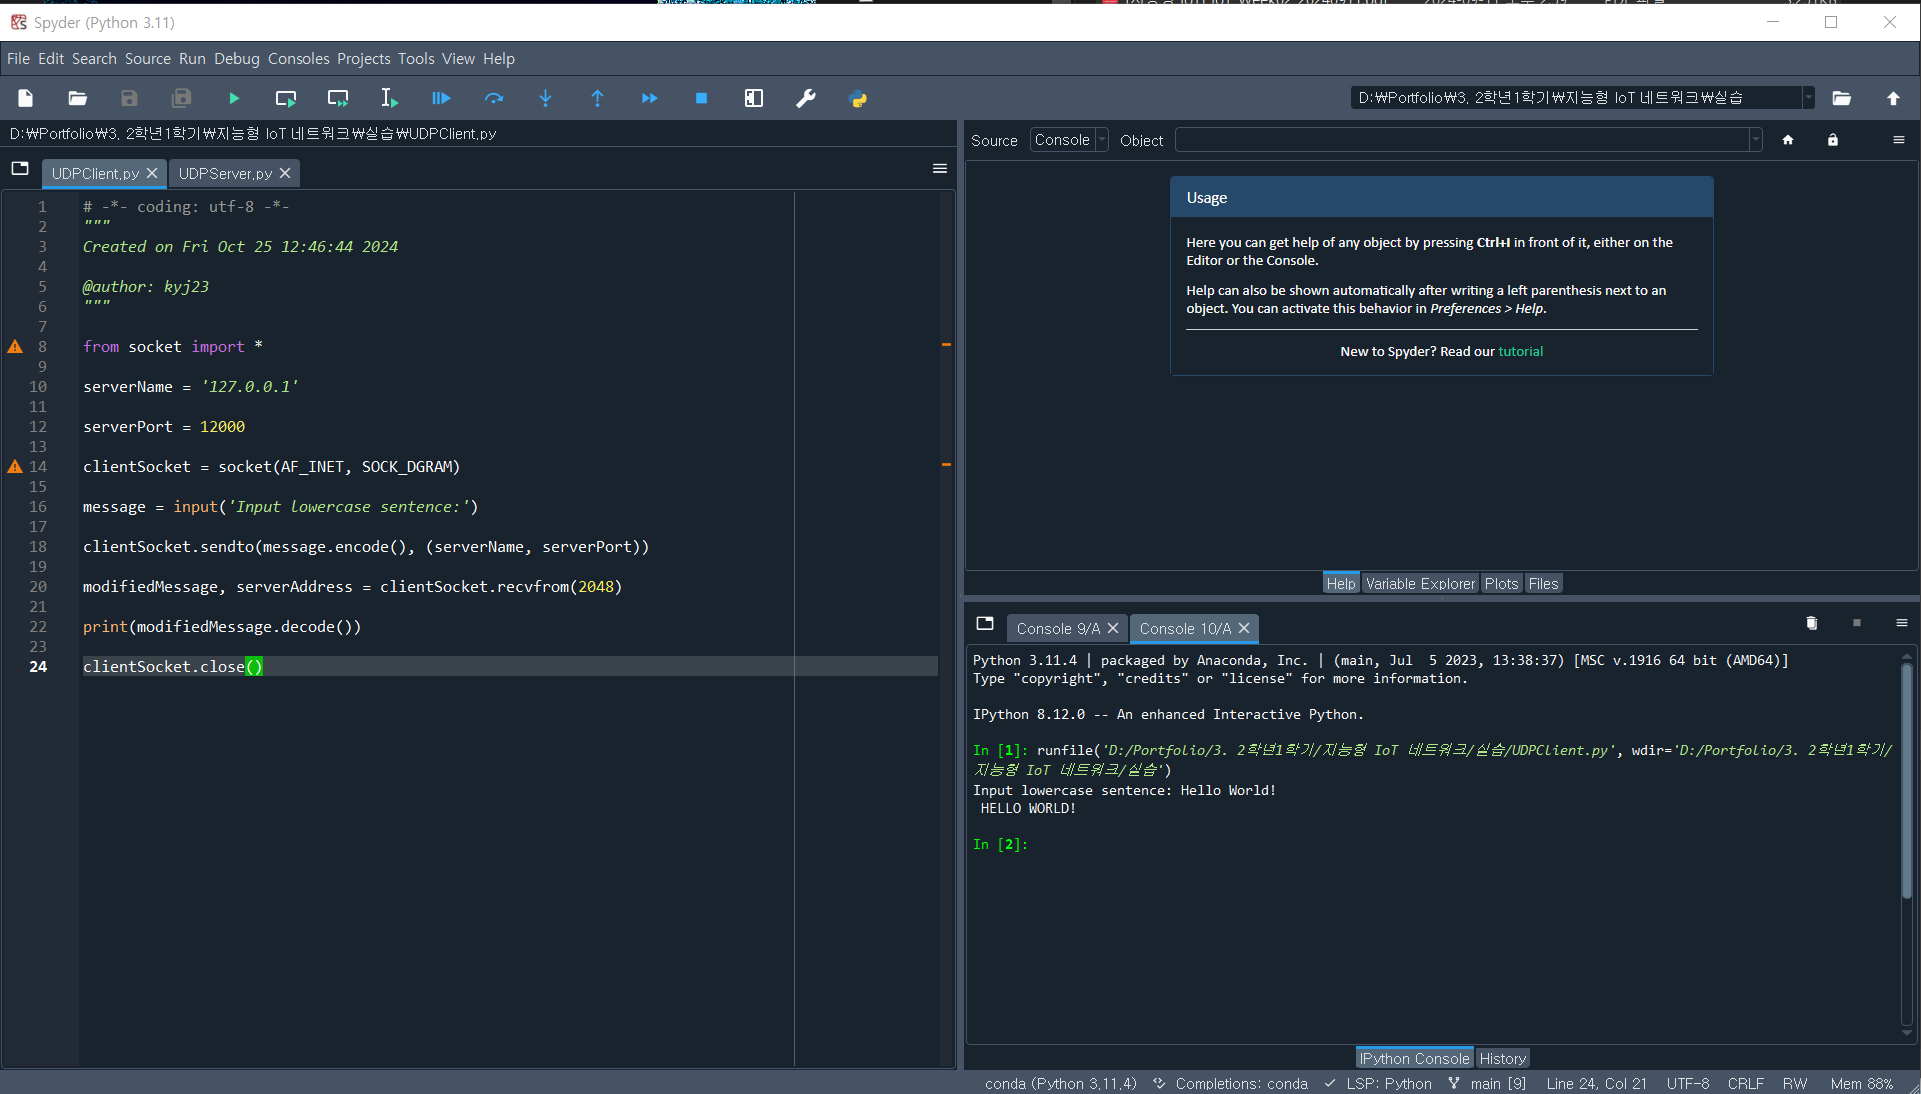 Spyder (Python 3.11)
File Edit Search Source Run Debug Consoles Projects Tools View Help
D:₩Portfolio₩3. 2학년1학기₩지능형 IoT 네트워크₩실습
D:₩Portfolio₩3. 2학년1학기₩지능형 IoT 네트워크₩실습₩UDPClient.py
UDPClient.py UDPServer.py
1 # -*- coding: utf-8 -*-
2 """
3 Created on Fri Oct 25 12:46:44 2024
4
5 @author: kyj23
6 """
7
8 from socket import *
9
10 serverName = '127.0.0.1'
11
12 serverPort = 12000
13
14 clientSocket = socket(AF_INET, SOCK_DGRAM)
15
16 message = input('Input lowercase sentence:')
17
18 clientSocket.sendto(message.encode(), (serverName, serverPort))
19
20 modifiedMessage, serverAddress = clientSocket.recvfrom(2048)
21
22 print(modifiedMessage.decode())
23
24 clientSocket.close()
Source Console Object
Usage
Here you can get help of any object by pressing Ctrl+I in front of it, either on the
Editor or the Console.
Help can also be shown automatically after writing a left parenthesis next to an
object. You can activate this behavior in Preferences > Help.
New to Spyder? Read our tutorial
Help Variable Explorer Plots Files
Console 9/A Console 10/A
Python 3.11.4 | packaged by Anaconda, Inc. | (main, Jul  5 2023, 13:38:37) [MSC v.1916 64 bit (AMD64)]
Type "copyright", "credits" or "license" for more information.
IPython 8.12.0 -- An enhanced Interactive Python.
In [1]: runfile('D:/Portfolio/3. 2학년1학기/지능형 IoT 네트워크/실습/UDPClient.py', wdir='D:/Portfolio/3. 2학년1학기/
지능형 IoT 네트워크/실습')
Input lowercase sentence: Hello World!
HELLO WORLD!
In [2]:
IPython Console History
conda (Python 3.11.4) Completions: conda LSP: Python main [9] Line 24, Col 21 UTF-8 CRLF RW Mem 88%